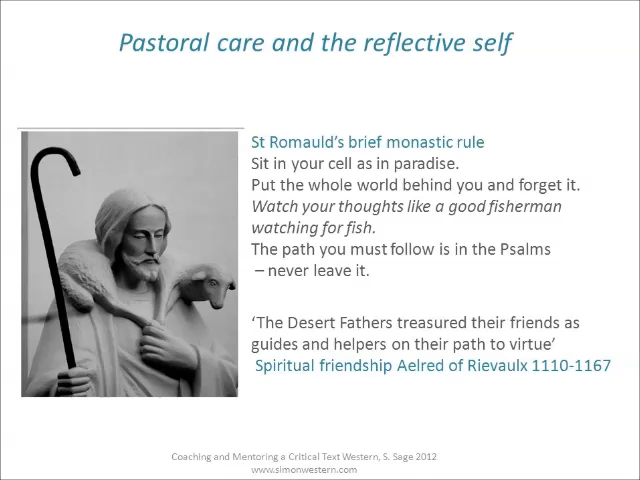 Pastoral care and the reflective self
St Romauld's brief monastic rule
Sit in your cell as in paradise.
Put the whole world behind you and forget it.
Watch your thoughts like a good fisherman
watching for fish.
The path you must follow is in the Psalms
– never leave it.
‘The Desert Fathers treasured their friends as
guides and helpers on their path to virtue’
Spiritual friendship Aelred of Rievaulx 1110-1167
Coaching and Mentoring a Critical Text Western, S. Sage 2012
www.simonwestern.com